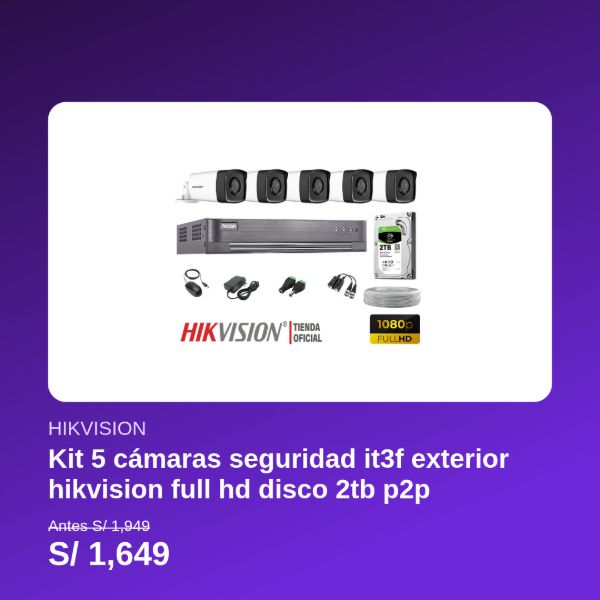 2TB
HIKVISION® TIENDA
OFICIAL
1080p
FULLHD
HIKVISION
Kit 5 cámaras seguridad it3f exterior
hikvision full hd disco 2tb p2p
Antes S/ 1,949
S/ 1,649